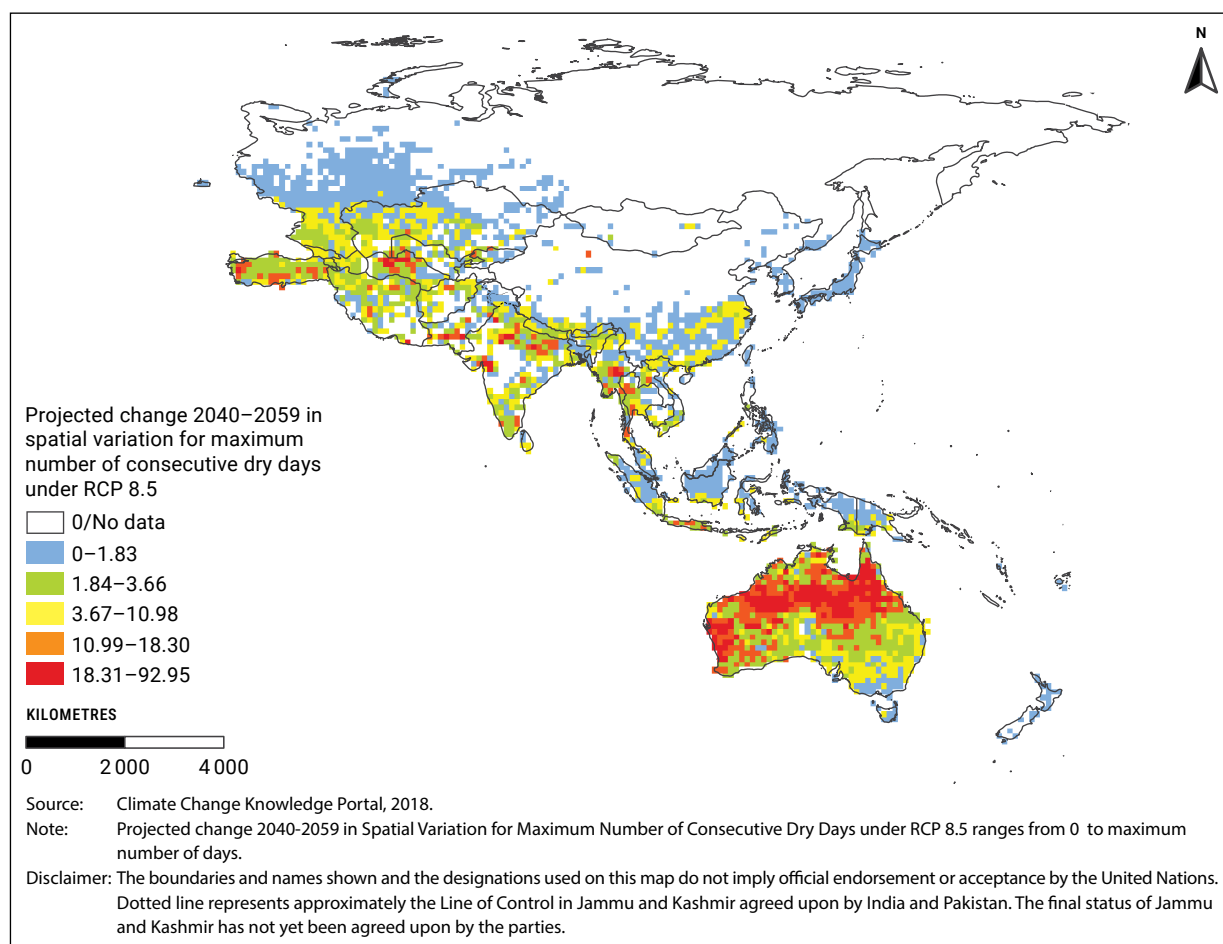 N
Projected change 2040–2059 in
spatial variation for maximum
number of consecutive dry days
under RCP 8.5
0/No data
0–1.83
1.84–3.66
3.67–10.98
10.99–18.30
18.31–92.95
KILOMETRES
0 2 000 4 000
Source: Climate Change Knowledge Portal, 2018.
Note: Projected change 2040-2059 in Spatial Variation for Maximum Number of Consecutive Dry Days under RCP 8.5 ranges from 0 to maximum
number of days.
Disclaimer: The boundaries and names shown and the designations used on this map do not imply official endorsement or acceptance by the United Nations.
Dotted line represents approximately the Line of Control in Jammu and Kashmir agreed upon by India and Pakistan. The final status of Jammu
and Kashmir has not yet been agreed upon by the parties.